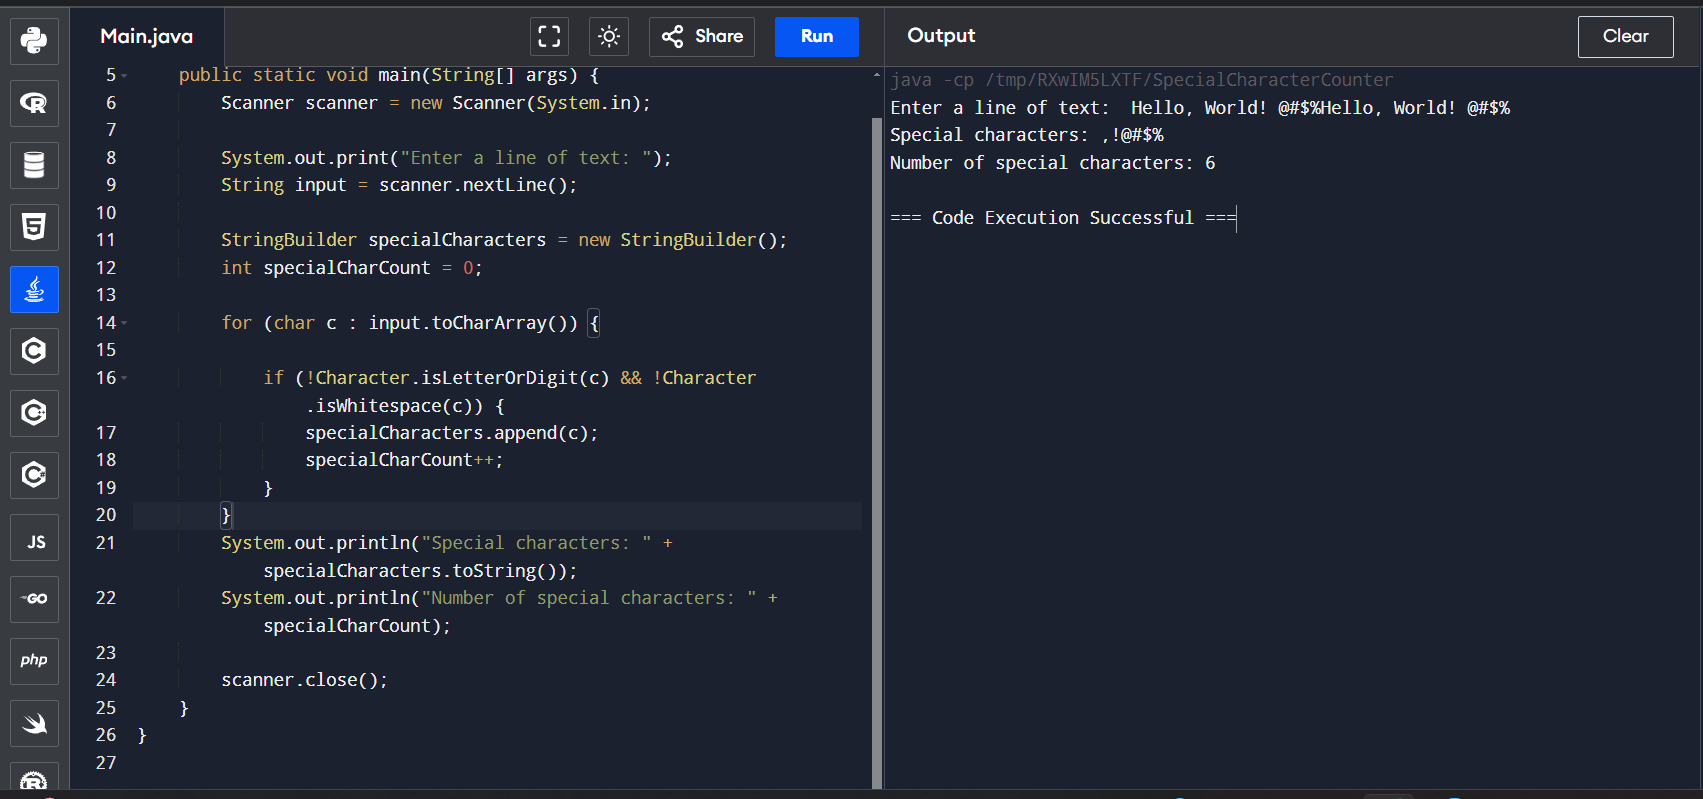 Main.java
Share
Run
5 public static void main(String[] args) {
6 Scanner scanner = new Scanner(System.in);
7
8 System.out.print("Enter a line of text: ");
9 String input = scanner.nextLine();
10
11 StringBuilder specialCharacters = new StringBuilder();
12 int specialCharCount = 0;
13
14 for (char c : input.toCharArray()) {
15
16 if (!Character.isLetterOrDigit(c) && !Character
.isWhitespace(c)) {
17 specialCharacters.append(c);
18 specialCharCount++;
19 }
20 }
21 System.out.println("Special characters: " +
specialCharacters.toString());
22 System.out.println("Number of special characters: " +
specialCharCount);
23
24 scanner.close();
25 }
26 }
27
R
5
C
C++
C#
JS
GO
php
R
Output
Clear
java -cp /tmp/RXwIM5LXTF/SpecialCharacterCounter
Enter a line of text:  Hello, World! @#$%Hello, World! @#$%
Special characters: ,!@#$%
Number of special characters: 6
=== Code Execution Successful ===